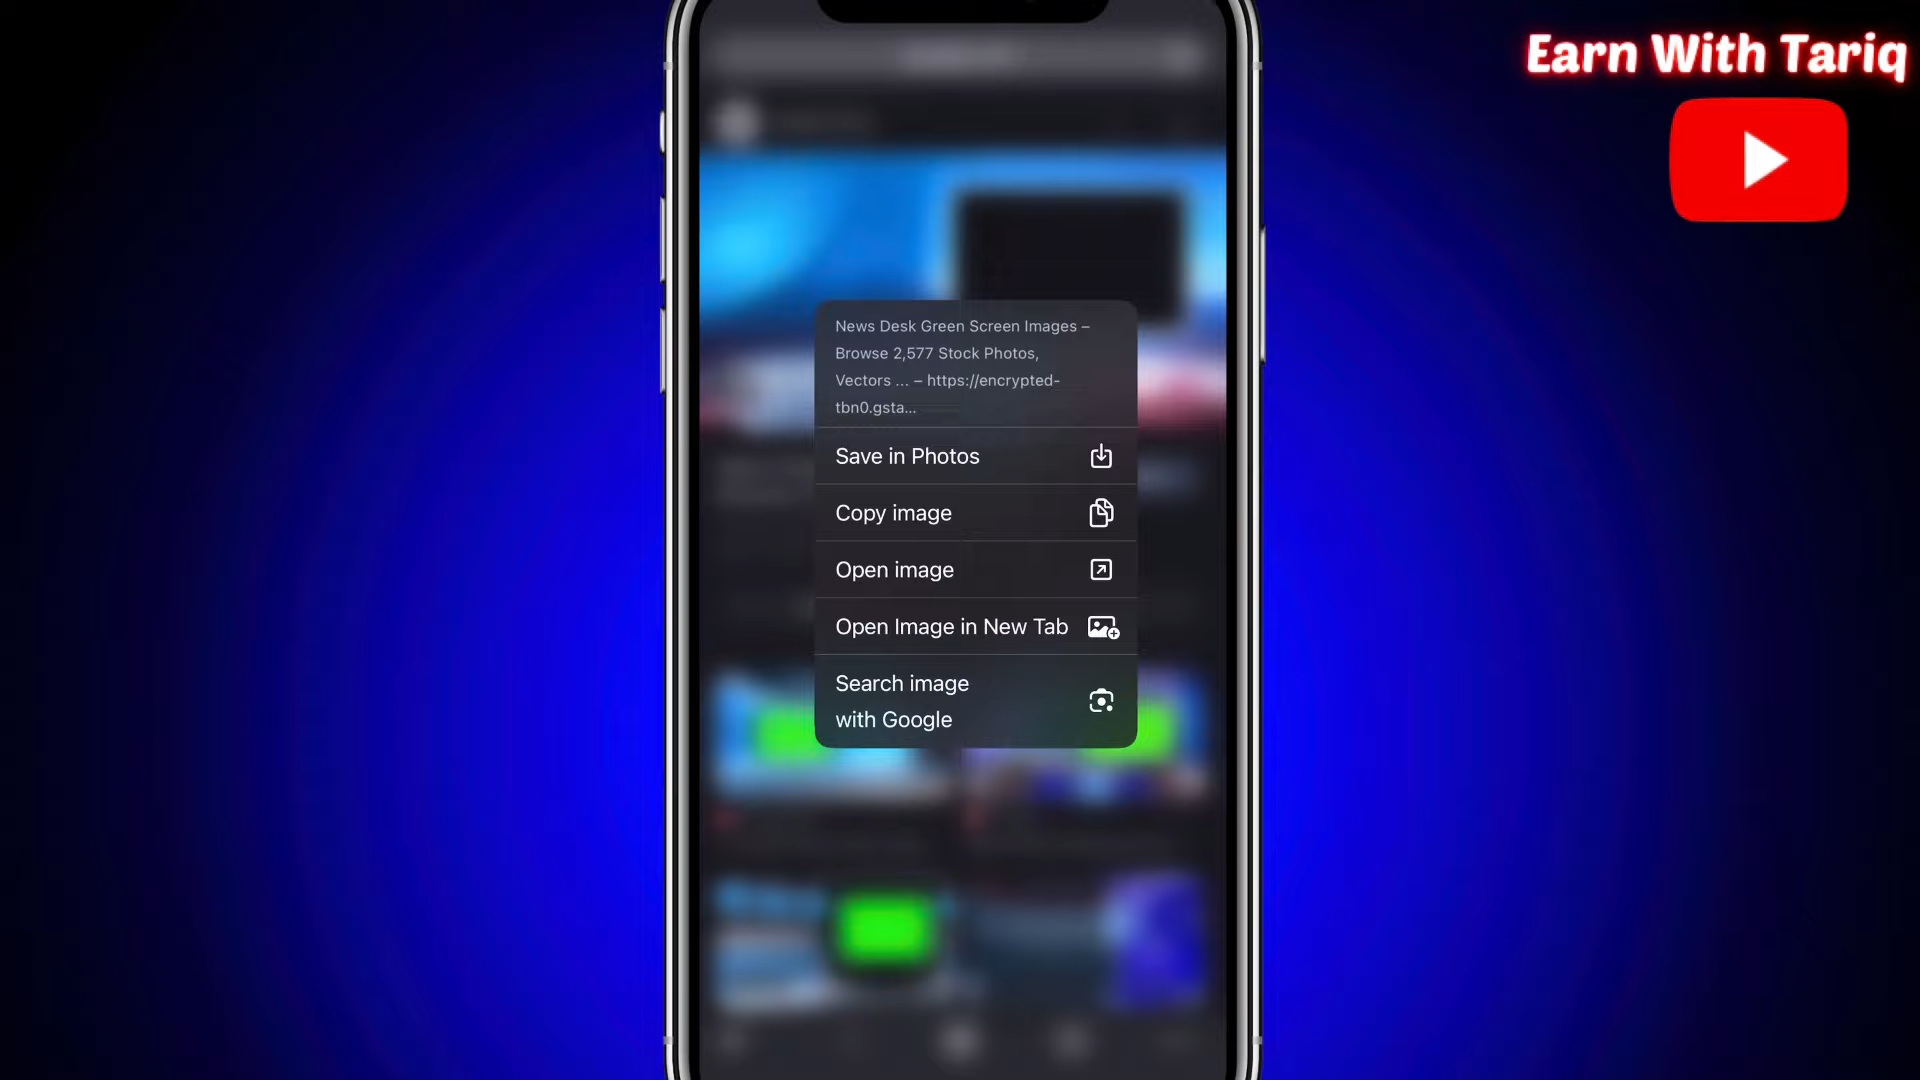 Earn With Tariq
News Desk Green Screen Images –
Browse 2,577 Stock Photos,
Vectors ... – https://encrypted-
tbn0.gsta...
Save in Photos
Copy image
Open image
Open Image in New Tab
Search image
with Google